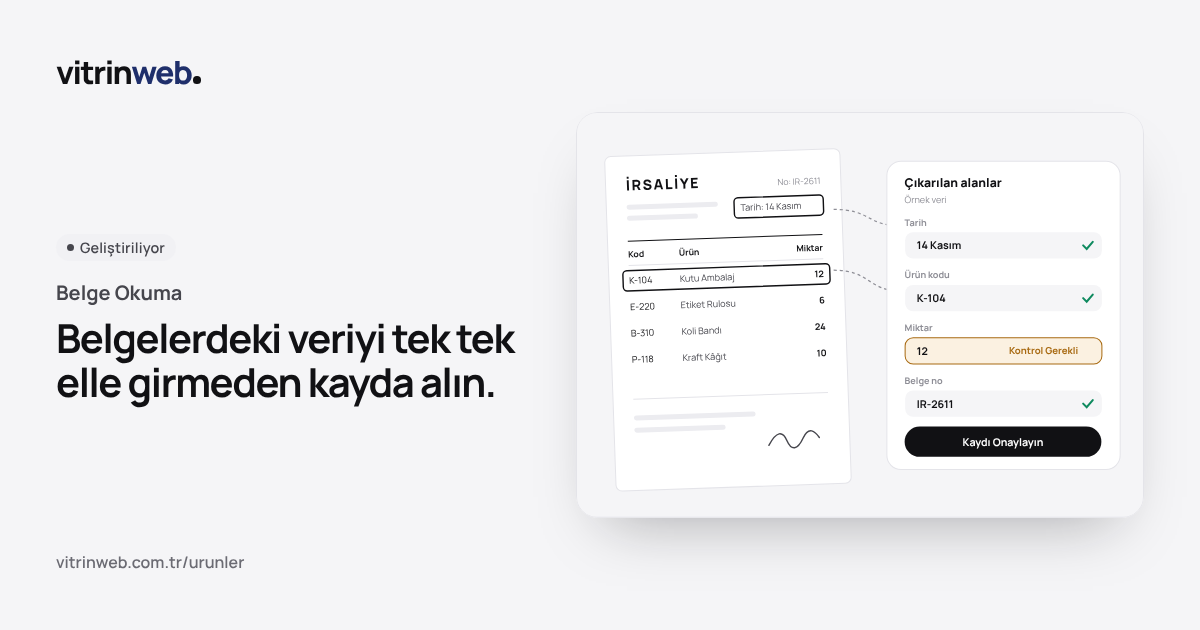 vitrinweb.
Geliştiriliyor
Belge Okuma
Belgelerdeki veriyi tek tek
elle girmeden kayda alın.
vitrinweb.com.tr/urunler
İRSALİYE
No: IR-2611
Tarih: 14 Kasım
Kod Ürün Miktar
K-104 Kutu Ambalaj 12
E-220 Etiket Rulosu 6
B-310 Koli Bandı 24
P-118 Kraft Kâğıt 10
Çıkarılan alanlar
Örnek veri
Tarih
14 Kasım
Ürün kodu
K-104
Miktar
12 Kontrol Gerekli
Belge no
IR-2611
Kaydı Onaylayın